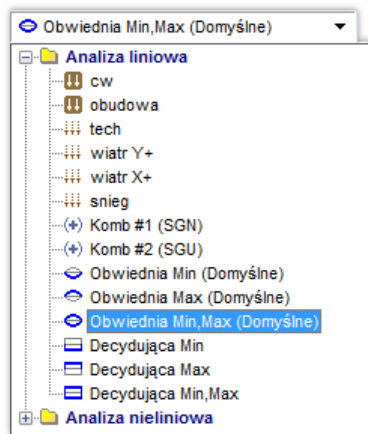 Obwiednia Min,Max (Domyślne)
Analiza liniowa
cw
obudowa
tech
wiatr Y+
wiatr X+
snieg
Komb #1 (SGN)
Komb #2 (SGU)
Obwiednia Min (Domyślne)
Obwiednia Max (Domyślne)
Obwiednia Min,Max (Domyślne)
Decydująca Min
Decydująca Max
Decydująca Min,Max
Analiza nieliniowa